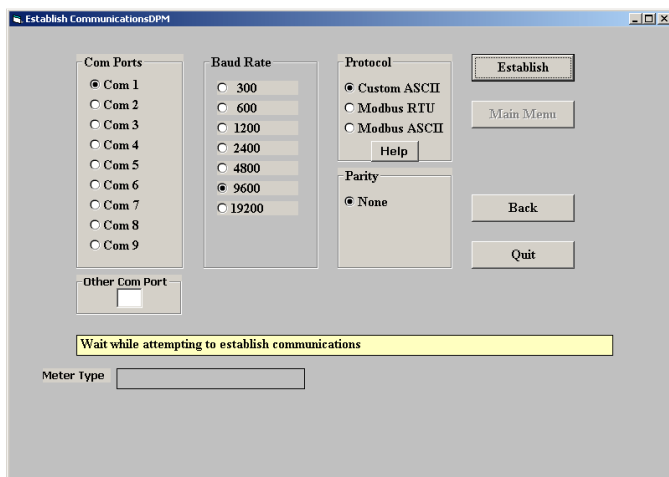 Establish CommunicationsDPM
Com Ports
Com 1
Com 2
Com 3
Com 4
Com 5
Com 6
Com 7
Com 8
Com 9
Other Com Port
Baud Rate
300
600
1200
2400
4800
9600
19200
Protocol
Custom ASCII
Modbus RTU
Modbus ASCII
Help
Parity
None
Establish
Main Menu
Back
Quit
Wait while attempting to establish communications
Meter Type